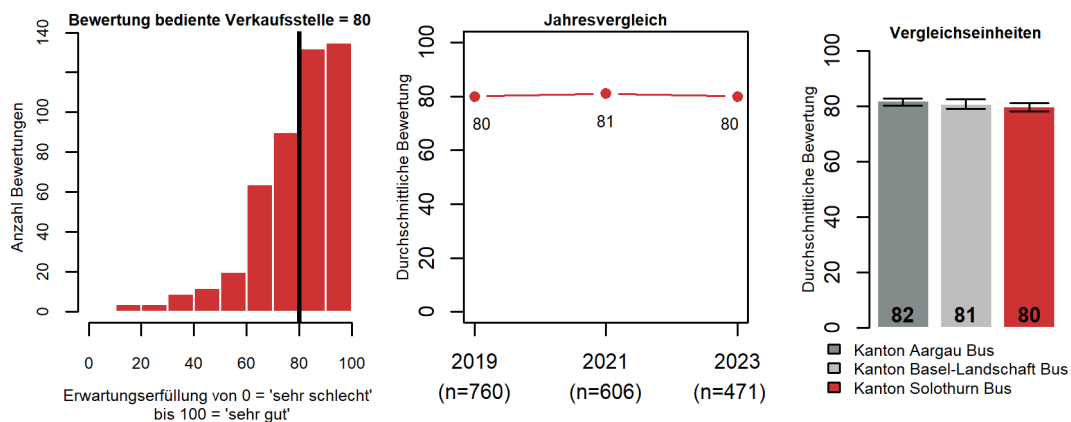 Bewertung bediente Verkaufsstelle = 80
Anzahl Bewertungen
140
100
80
60
40
20
0
0
20
40
60
80
100
Erwartungserfüllung von 0 = 'sehr schlecht'
bis 100 = 'sehr gut'
Jahresvergleich
Durchschnittliche Bewertung
100
80
60
40
20
0
80
81
80
2019
2021
2023
(n=760)
(n=606)
(n=471)
Vergleichseinheiten
Durchschnittliche Bewertung
100
80
60
40
20
0
82
81
80
Kanton Aargau Bus
Kanton Basel-Landschaft Bus
Kanton Solothurn Bus